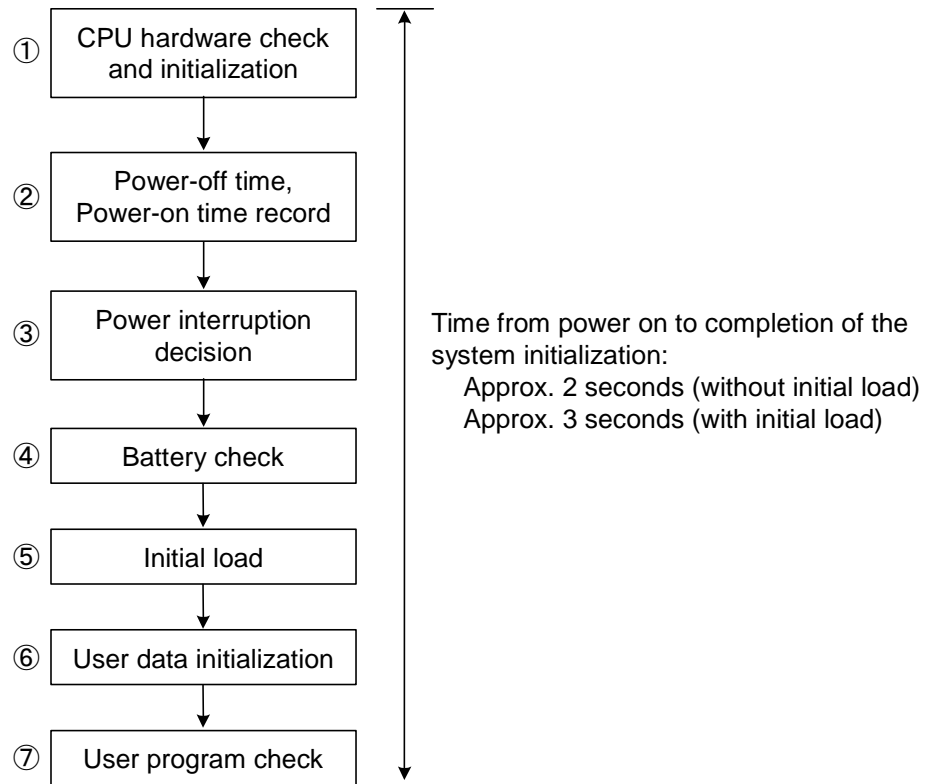 ① CPU hardware check
and initialization
② Power-off time,
Power-on time record
③ Power interruption
decision
④ Battery check
⑤ Initial load
⑥ User data initialization
⑦ User program check
Time from power on to completion of the
system initialization:
Approx. 2 seconds (without initial load)
Approx. 3 seconds (with initial load)